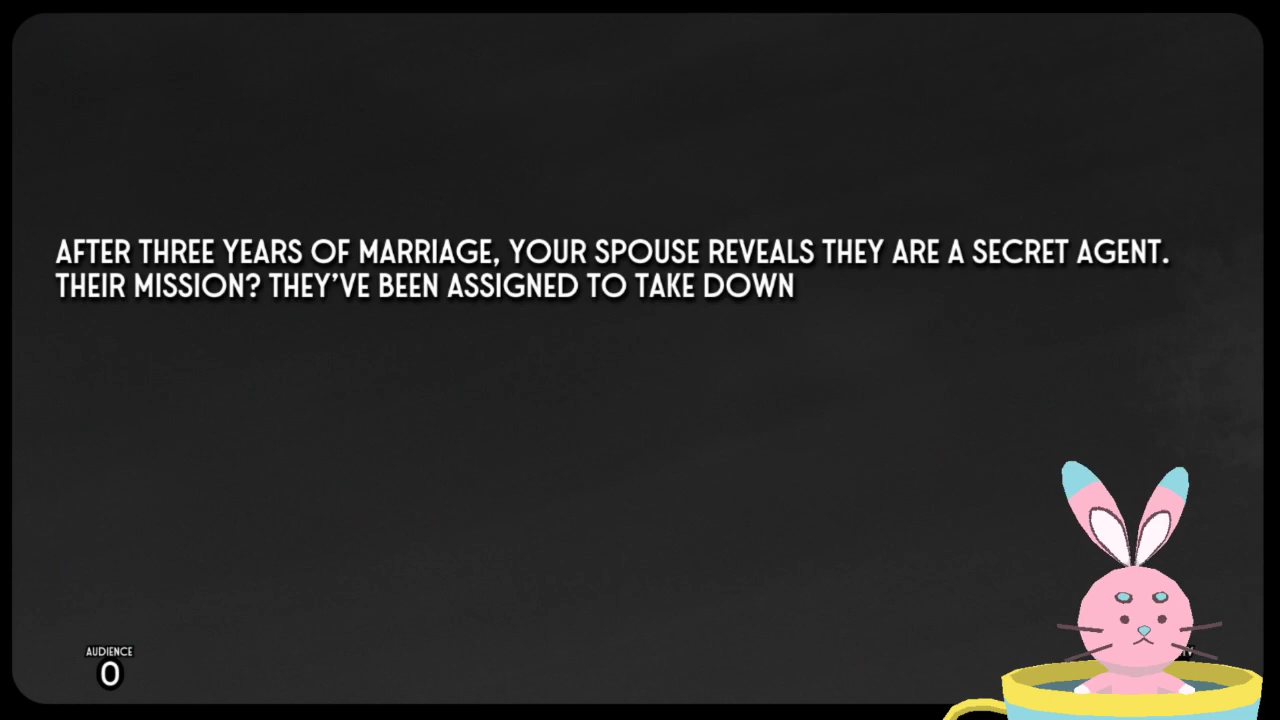 AFTER THREE YEARS OF MARRIAGE, YOUR SPOUSE REVEALS THEY ARE A SECRET AGENT.
THEIR MISSION? THEY'VE BEEN ASSIGNED TO TAKE DOWN
AUDIENCE
0